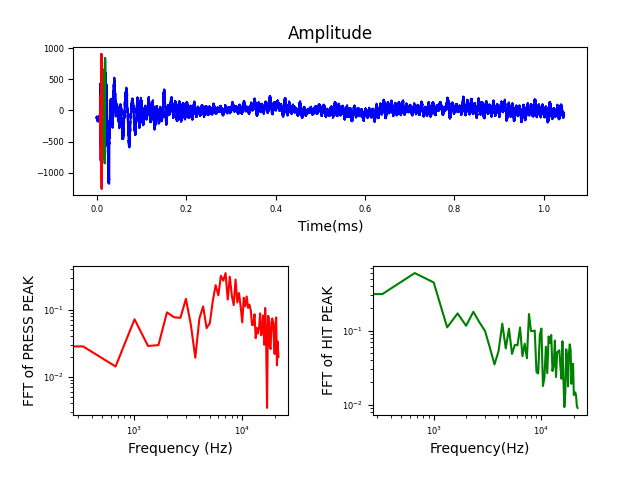 Amplitude
1000
500
0
−500
−1000
0.0 0.2 0.4 0.6 0.8 1.0
Time(ms)
FFT of PRESS PEAK
10⁻¹
10⁻²
10³ 10⁴
Frequency (Hz)
FFT of HIT PEAK
10⁻¹
10⁻²
10³ 10⁴
Frequency(Hz)